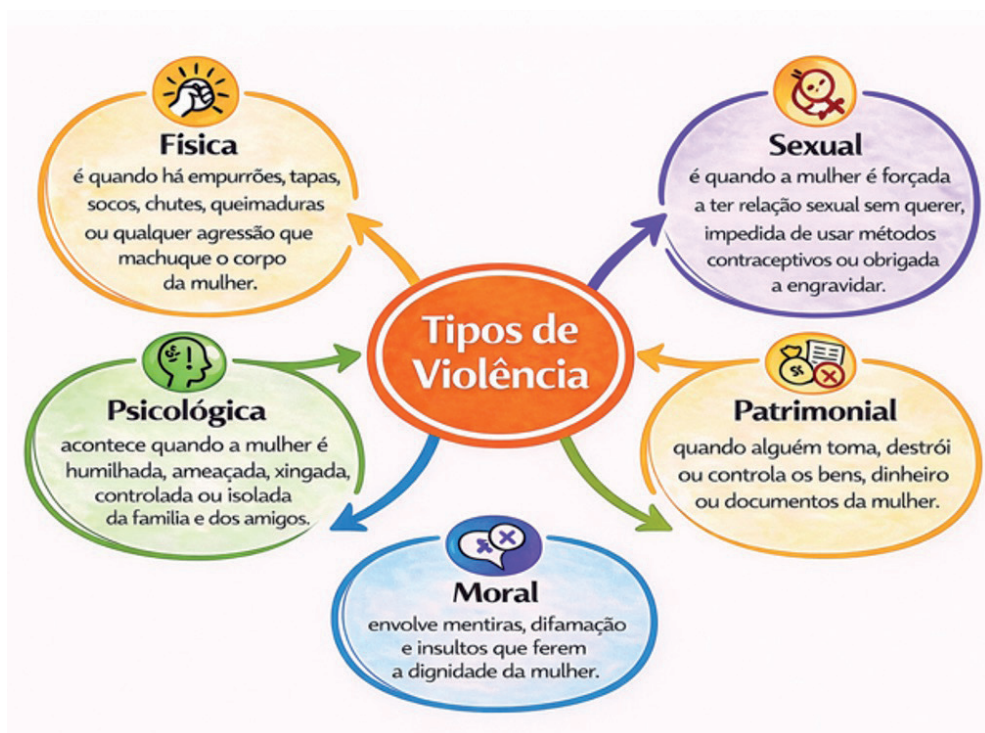 Física
é quando há empurrões, tapas,
socos, chutes, queimaduras
ou qualquer agressão que
machuque o corpo
da mulher.
Sexual
é quando a mulher é forçada
a ter relação sexual sem querer,
impedida de usar métodos
contraceptivos ou obrigada
a engravidar.
Tipos de
Violência
Psicológica
acontece quando a mulher é
humilhada, ameaçada, xingada,
controlada ou isolada
da familia e dos amigos.
Patrimonial
quando alguém toma, destrói
ou controla os bens, dinheiro
ou documentos da mulher.
Moral
envolve mentiras, difamação
e insultos que ferem
a dignidade da mulher.